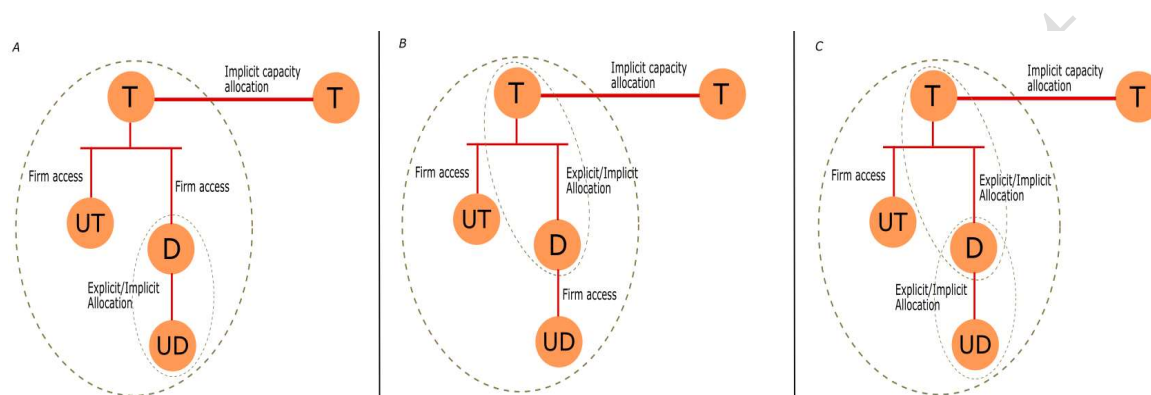 A
Implicit capacity
allocation
T
T
Firm access
Firm access
UT
D
Explicit/Implicit
Allocation
UD
B
Implicit capacity
allocation
T
T
Firm access
Explicit/Implicit
Allocation
UT
D
Firm access
UD
C
Implicit capacity
allocation
T
T
Firm access
Explicit/Implicit
Allocation
UT
D
Explicit/Implicit
Allocation
UD